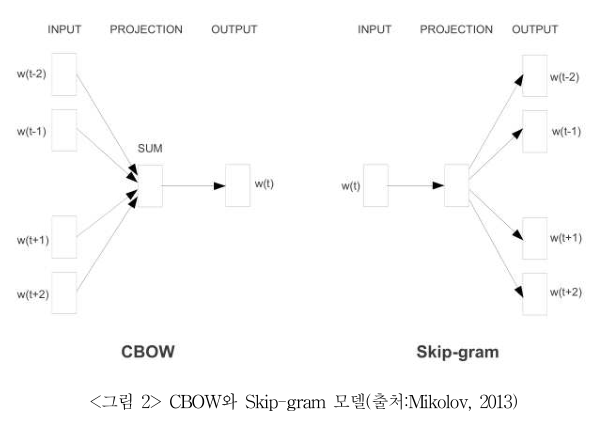 INPUT PROJECTION OUTPUT
w(t-2)
w(t-1)
SUM
w(t)
w(t+1)
w(t+2)
CBOW
INPUT PROJECTION OUTPUT
w(t-2)
w(t-1)
w(t)
w(t+1)
w(t+2)
Skip-gram
<그림 2> CBOW와 Skip-gram 모델(출처:Mikolov, 2013)